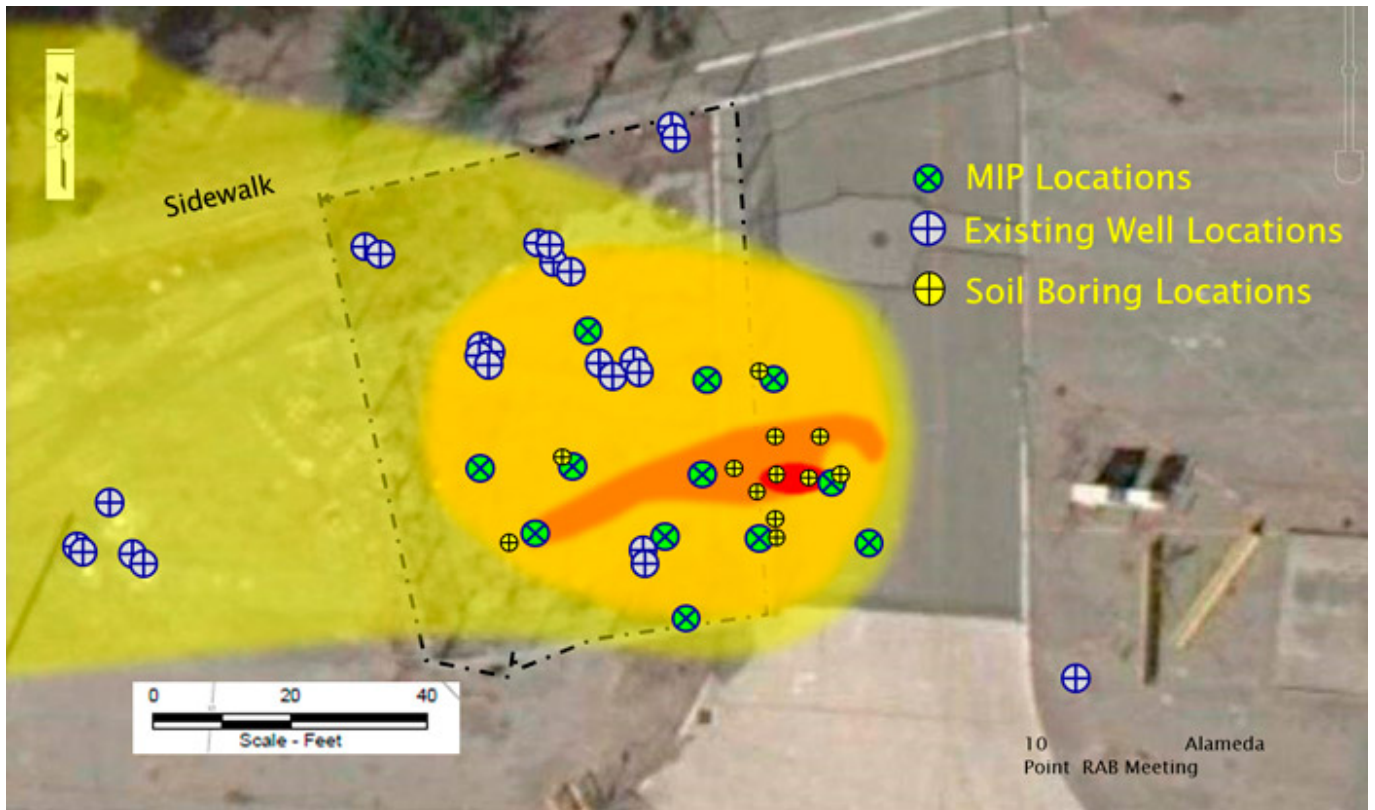 Z
Sidewalk
MIP Locations
Existing Well Locations
Soil Boring Locations
0 20 40
Scale - Feet
10 Alameda
Point RAB Meeting